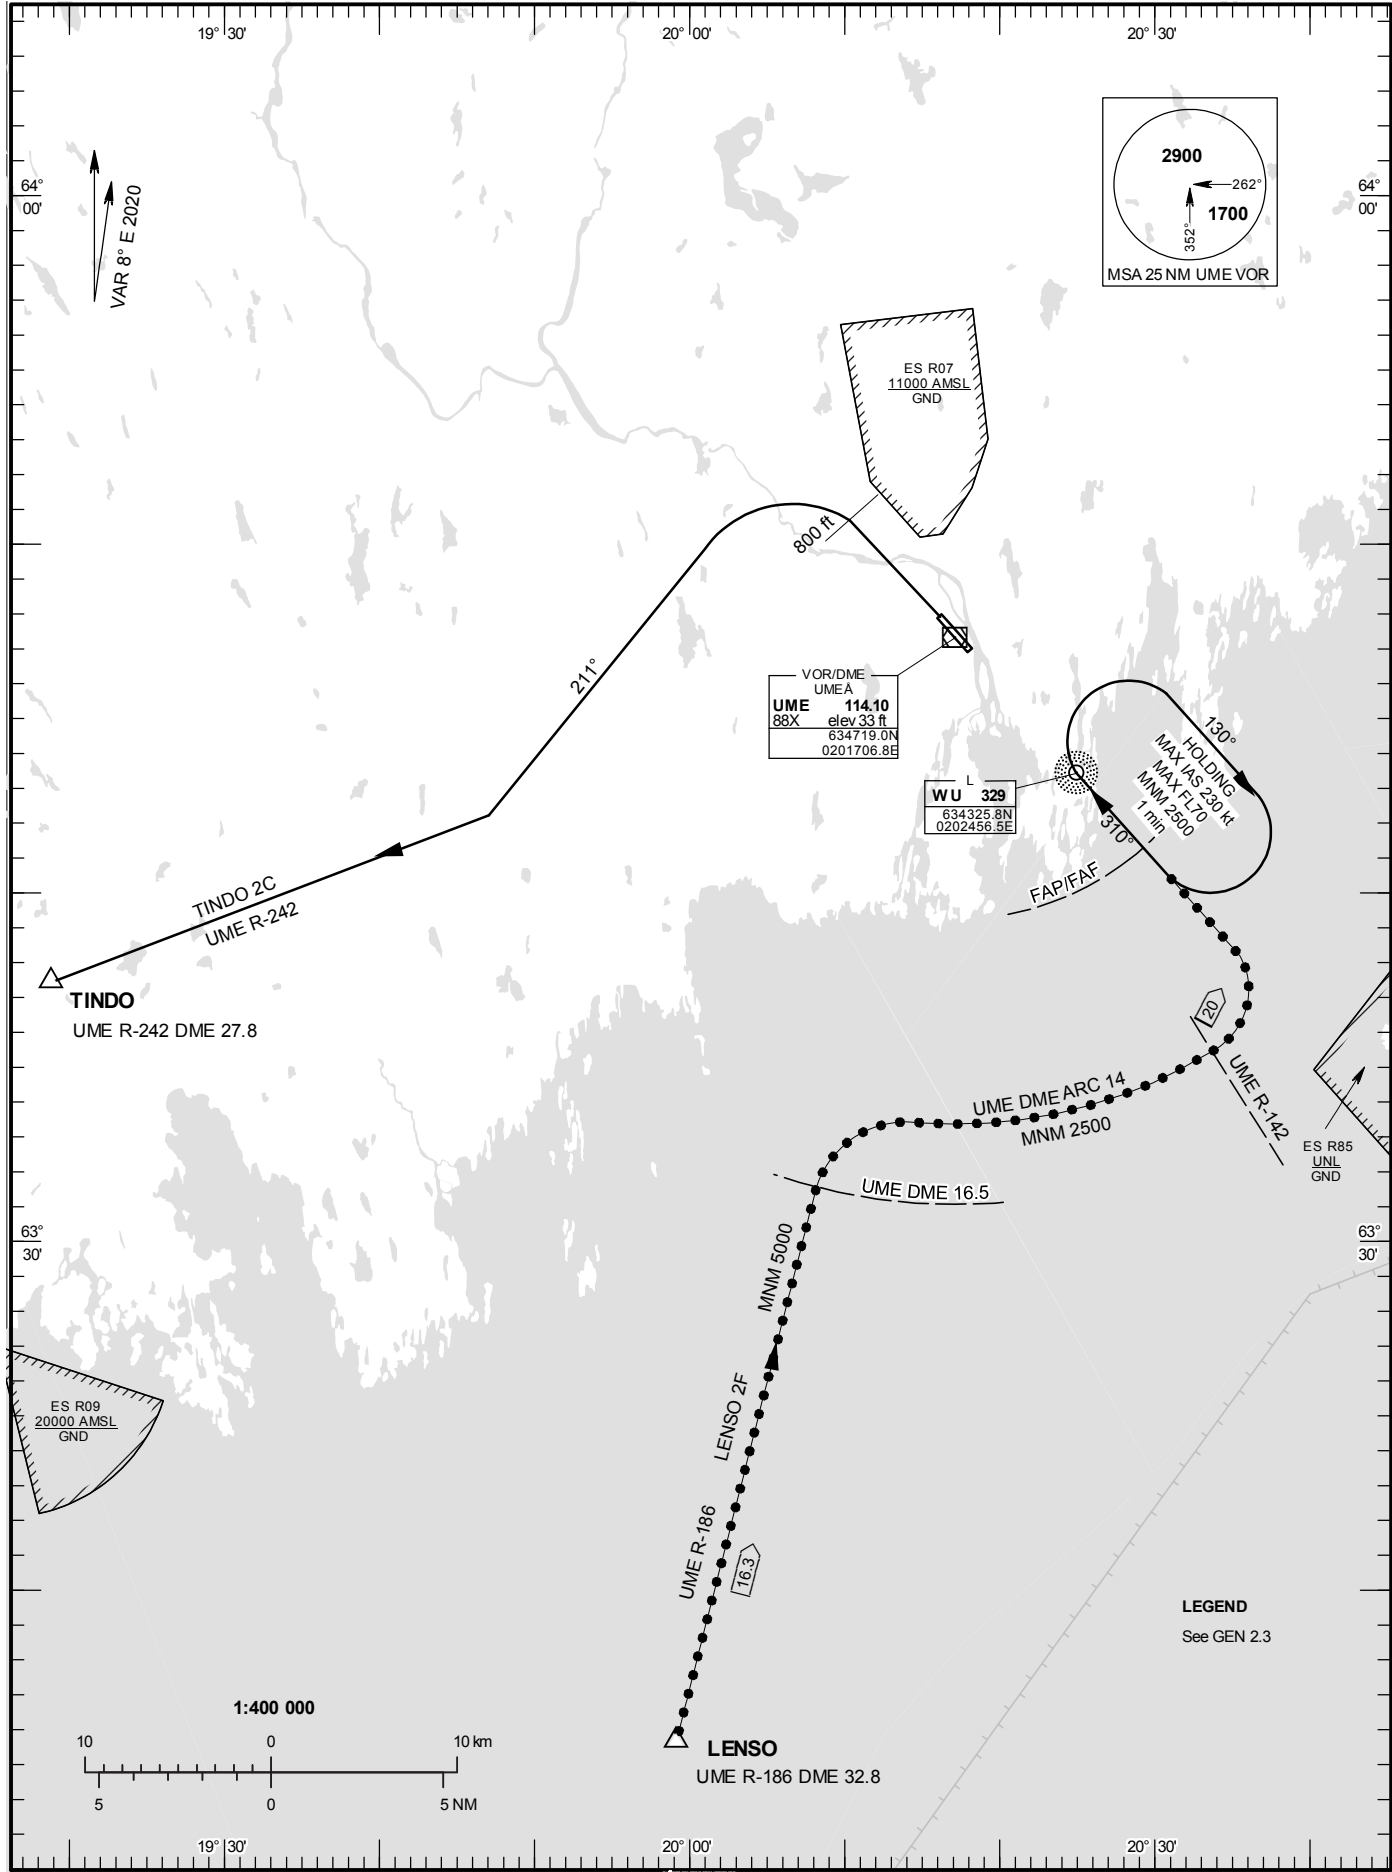 19° 30'
20° 00'
20° 30'
64°
00'
64°
00'
VAR 8° E 2020
2900
262°
1700
352°
MSA 25 NM UME VOR
ES R07
11000 AMSL
GND
800 ft
211°
VOR/DME
UMEÅ
UME 114.10
88X elev 33 ft
634719.0N
0201706.8E
L
WU 329
634325.8N
0202456.5E
130°
HOLDING
MAX IAS 230 kt
MAX FL70
MNM 2500
1 min
310°
FAP/FAF
TINDO 2C
UME R-242
TINDO
UME R-242 DME 27.8
20
UME R-142
UME DME ARC 14
MNM 2500
ES R85
UNL
GND
UME DME 16.5
63°
30'
63°
30'
MNM 5000
LENSO 2F
UME R-186
16.3
ES R09
20000 AMSL
GND
LEGEND
See GEN 2.3
1:400 000
10 0 10 km
5 0 5 NM
LENSO
UME R-186 DME 32.8
19° 30'
20° 00'
20° 30'